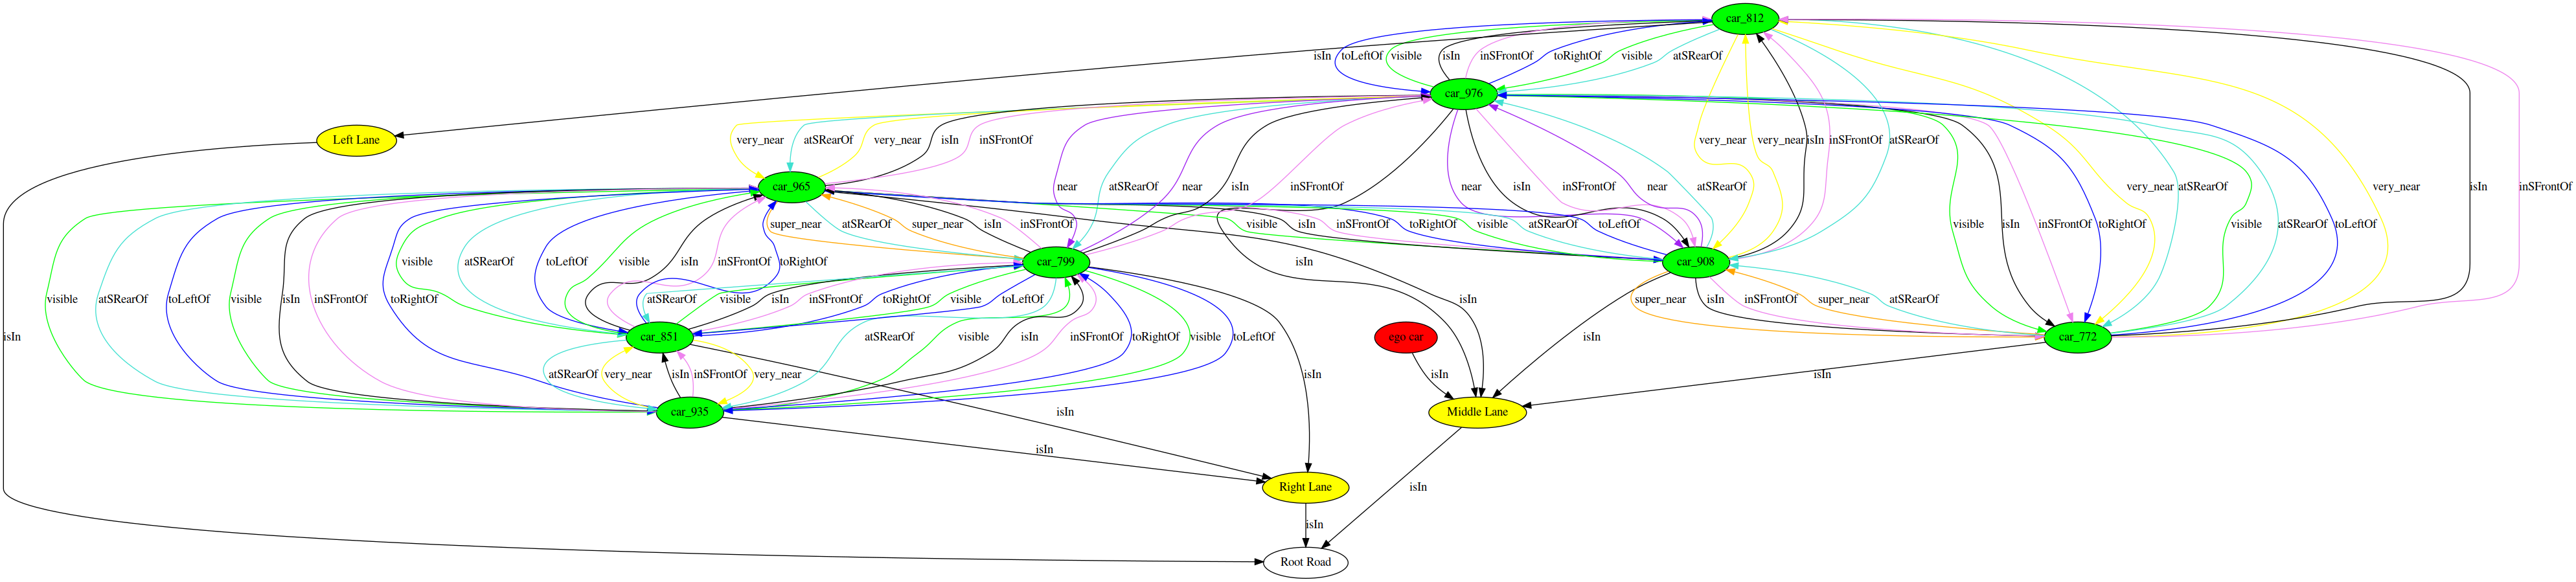 car_812
isIn toLeftOf visible isIn inSFrontOf toRightOf visible atSRearOf
car_976
Left Lane very_near atSRearOf very_near isIn inSFrontOf very_near very_near isIn inSFrontOf atSRearOf
car_965 near atSRearOf near isIn inSFrontOf near isIn inSFrontOf near atSRearOf very_near atSRearOf very_near isIn inSFrontOf
super_near atSRearOf super_near isIn inSFrontOf visible isIn inSFrontOf toRightOf visible atSRearOf toLeftOf visible isIn inSFrontOf toRightOf visible atSRearOf toLeftOf
visible atSRearOf toLeftOf visible isIn inSFrontOf toRightOf car_799 isIn car_908
visible atSRearOf toLeftOf visible isIn inSFrontOf toRightOf atSRearOf visible isIn inSFrontOf toRightOf visible toLeftOf isIn super_near isIn inSFrontOf super_near atSRearOf
isIn car_851 atSRearOf visible isIn inSFrontOf toRightOf visible toLeftOf ego car isIn car_772
atSRearOf very_near isIn inSFrontOf very_near isIn isIn isIn
car_935 isIn Middle Lane
isIn
Right Lane isIn
isIn
Root Road